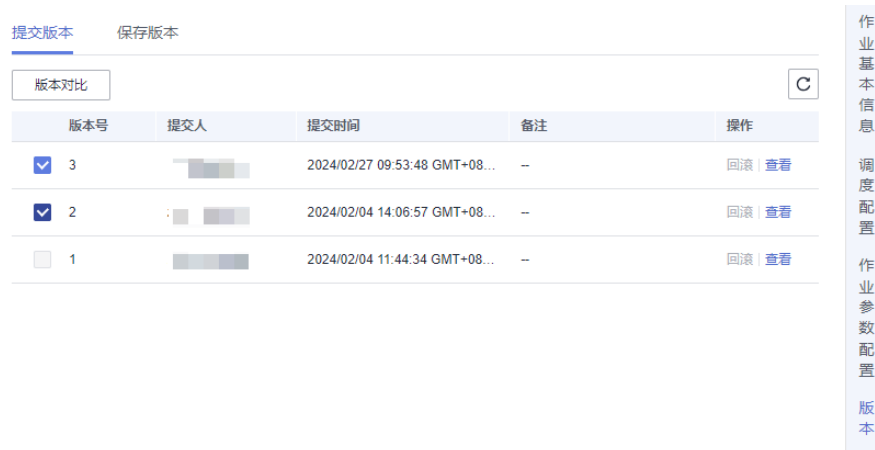 提交版本 保存版本
版本对比
版本号 提交人 提交时间 备注 操作
3 2024/02/27 09:53:48 GMT+08... -- 回滚 查看
2 2024/02/04 14:06:57 GMT+08... -- 回滚 查看
1 2024/02/04 11:44:34 GMT+08... -- 回滚 查看
作业基本信息
调度配置
作业参数配置
版本